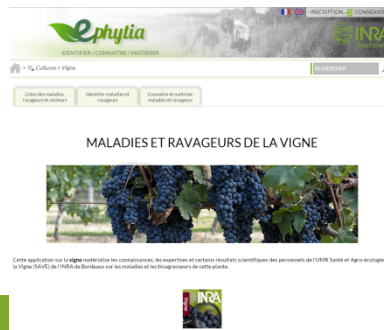 INSCRIPTION CONNEXION
ephytia
IDENTIFIER / CONNAÎTRE / MAÎTRISER
INRA
> Cultures > Vigne
RECHERCHER
Listes des maladies, ravageurs et vecteurs
Identifier maladies et ravageurs
Connaître et maîtriser maladies et ravageurs
MALADIES ET RAVAGEURS DE LA VIGNE
Cette application sur la vigne matérialise les connaissances, les expertises et certains résultats scientifiques des personnels de l'UMR Santé et Agro-écologie
la Vigne (SAVE) de l'INRA de Bordeaux sur les maladies et les bioagresseurs de cette plante.
Vigne
INRA